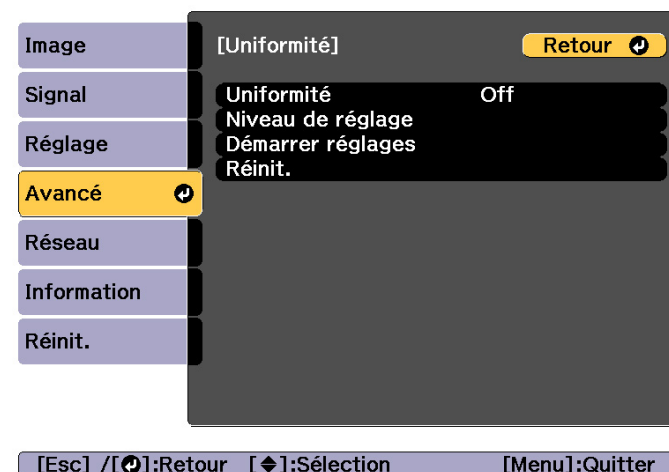 Image
Signal
Réglage
Avancé
Réseau
Information
Réinit.
[Uniformité] Retour
Uniformité Off
Niveau de réglage
Démarrer réglages
Réinit.
[Esc] /[⏎]:Retour [◆]:Sélection [Menu]:Quitter